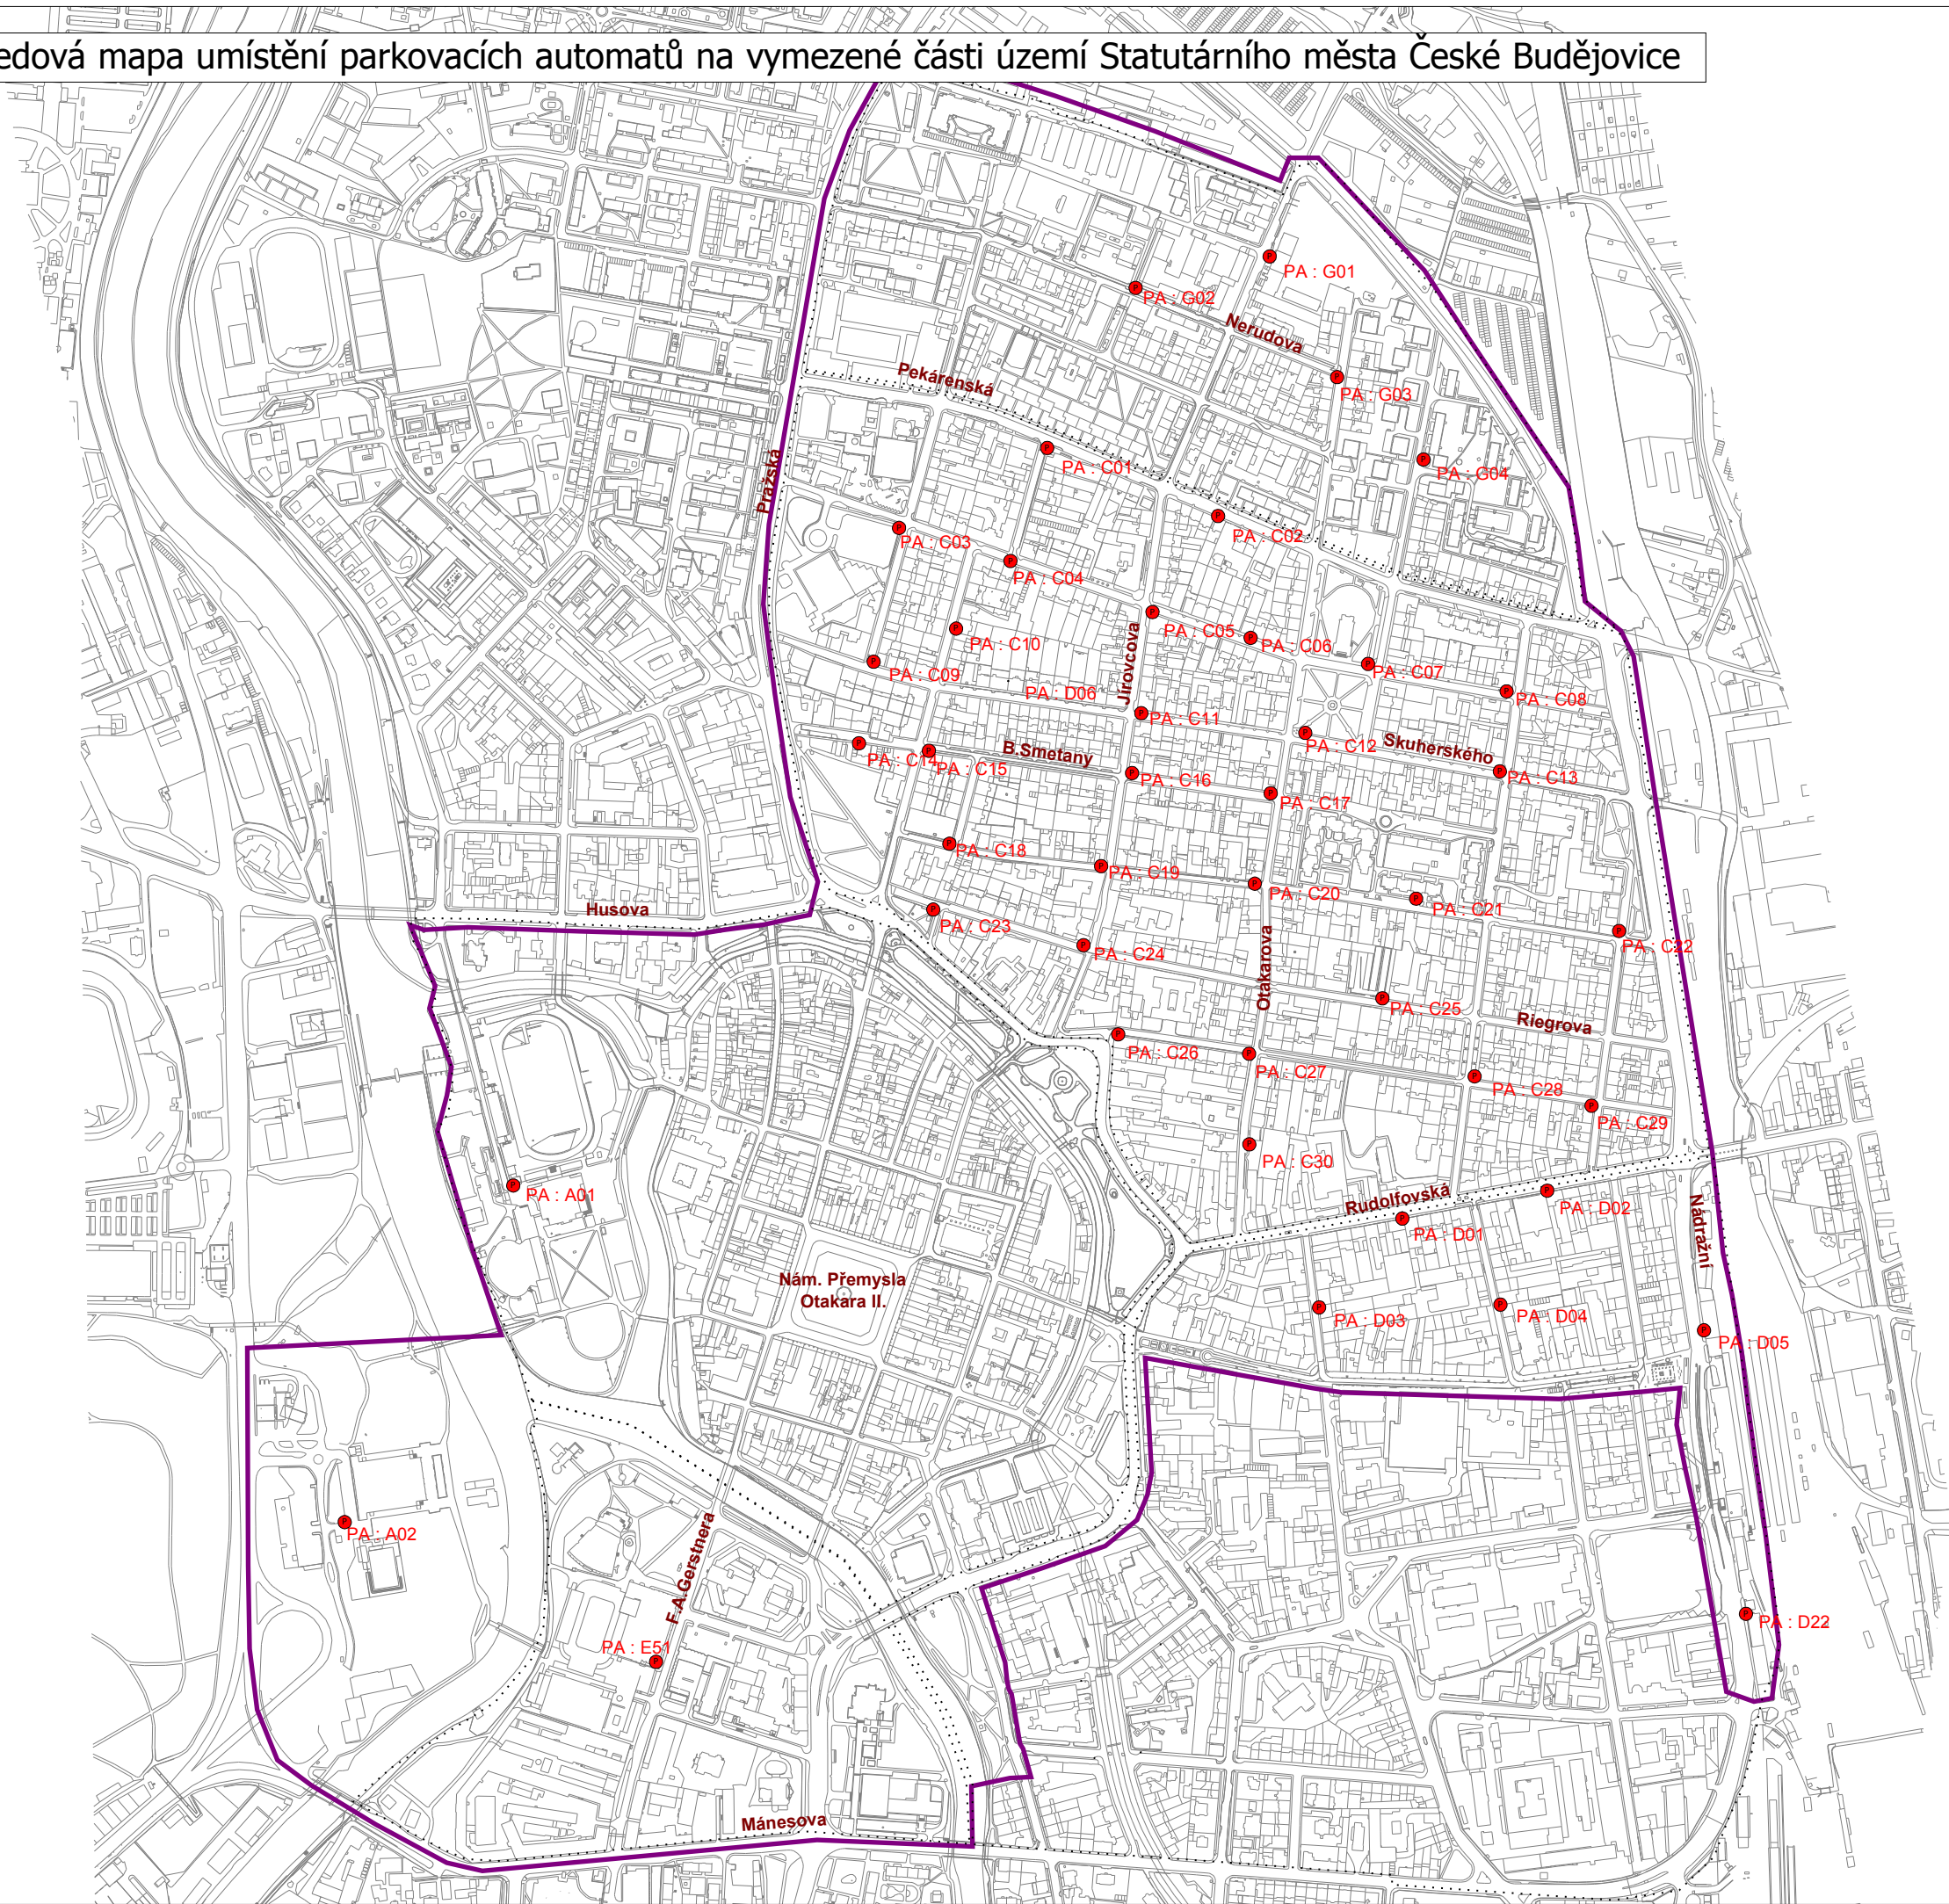 edová mapa umístění parkovacích automatů na vymezené části území Statutárního města České Budějovice
PA : G01
PA : G02
Nerudova
Pekárenská
PA : G03
Pražská
PA : C01
PA : G04
PA : C02
PA : C03
PA : C04
PA : C05
PA : C06
PA : C10
PA : C07
PA : C09
Jírovcova
PA : D06
PA : C08
PA : C11
PA : C12
Skuherského
B.Smetany
PA : C14
PA : C15
PA : C16
PA : C13
PA : C17
PA : C18
PA : C19
PA : C20
PA : C21
Husova
PA : C23
PA : C22
PA : C24
Otakarova
PA : C25
Riegrova
PA : C26
PA : C27
PA : C28
PA : C29
PA : C30
PA : A01
Rudolfovská
PA : D02
PA : D01
Nádražní
Nám. Přemysla
Otakara II.
PA : D03
PA : D04
PA : D05
PA : A02
F.A.Gerstnera
PA : D22
PA : E51
Mánesova